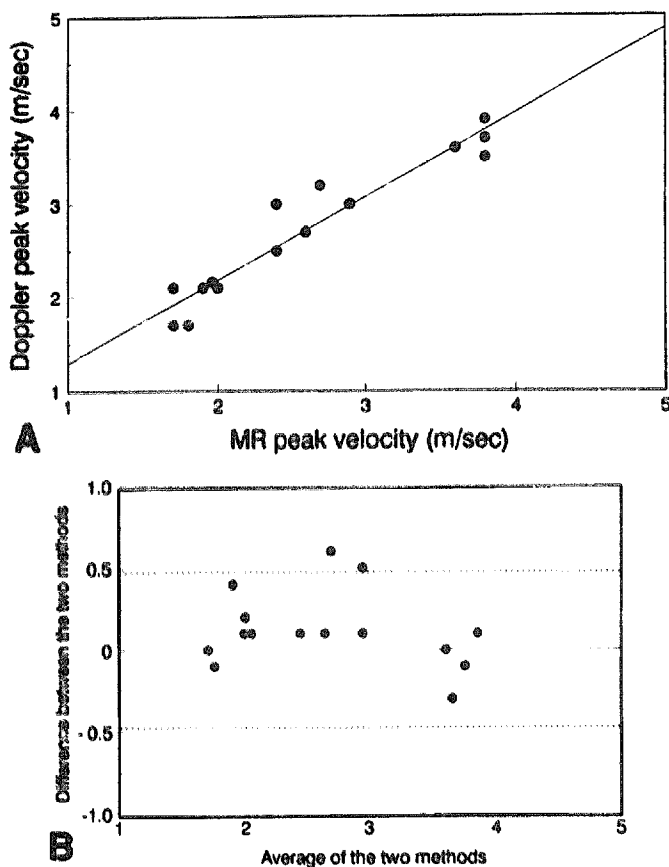 Doppler peak velocity (m/sec)
4
3
2
1
1 2 3 4 5
A
MR peak velocity (m/sec)
Difference between the two methods
1.0
0.5
0
-0.5
-1.0
1 2 3 4 5
B
Average of the two methods